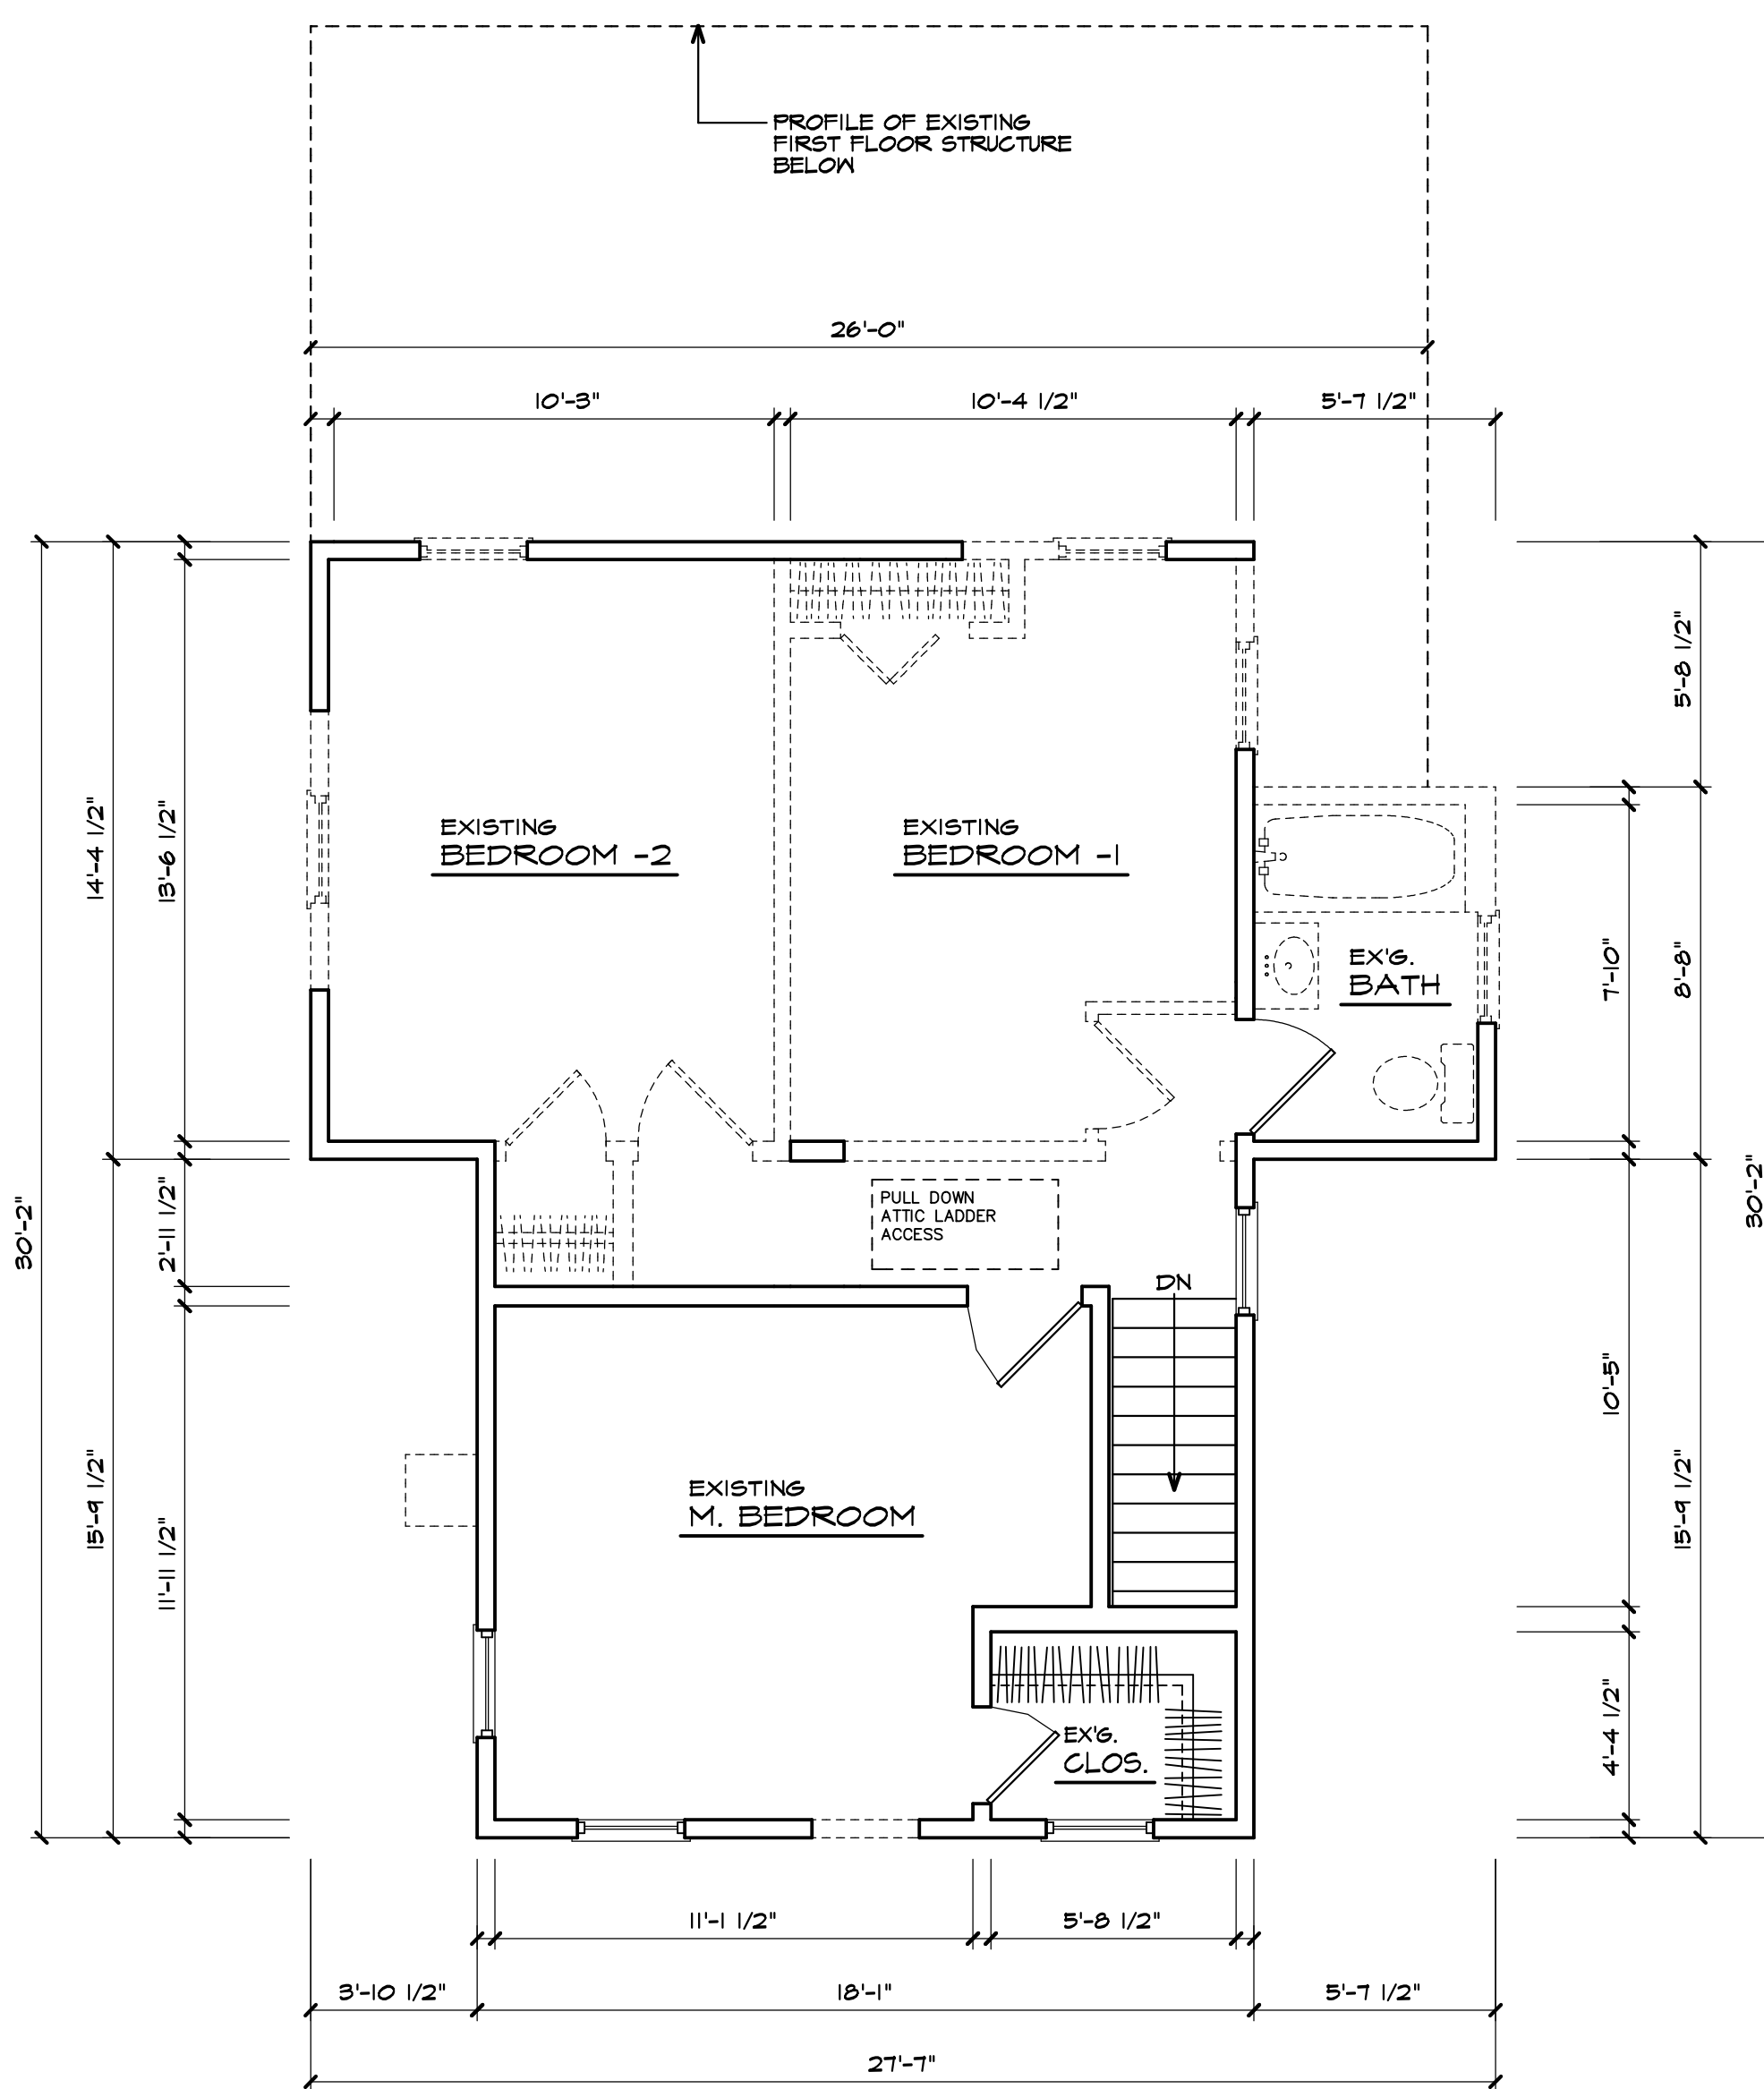 PROFILE OF EXISTING
FIRST FLOOR STRUCTURE
BELOW
26'-0"
10'-3"
10'-4 1/2"
5'-7 1/2"
5'-8 1/2"
14'-4 1/2"
13'-6 1/2"
EXISTING
BEDROOM -2
EXISTING
BEDROOM -1
EX'G.
BATH
7'-10"
8'-8"
30'-2"
2'-11 1/2"
PULL DOWN
ATTIC LADDER
ACCESS
DN
30'-2"
10'-5"
15'-9 1/2"
11'-11 1/2"
EXISTING
M. BEDROOM
15'-9 1/2"
4'-4 1/2"
EX'G.
CLOS.
11'-1 1/2"
5'-8 1/2"
3'-10 1/2"
18'-1"
5'-7 1/2"
27'-7"